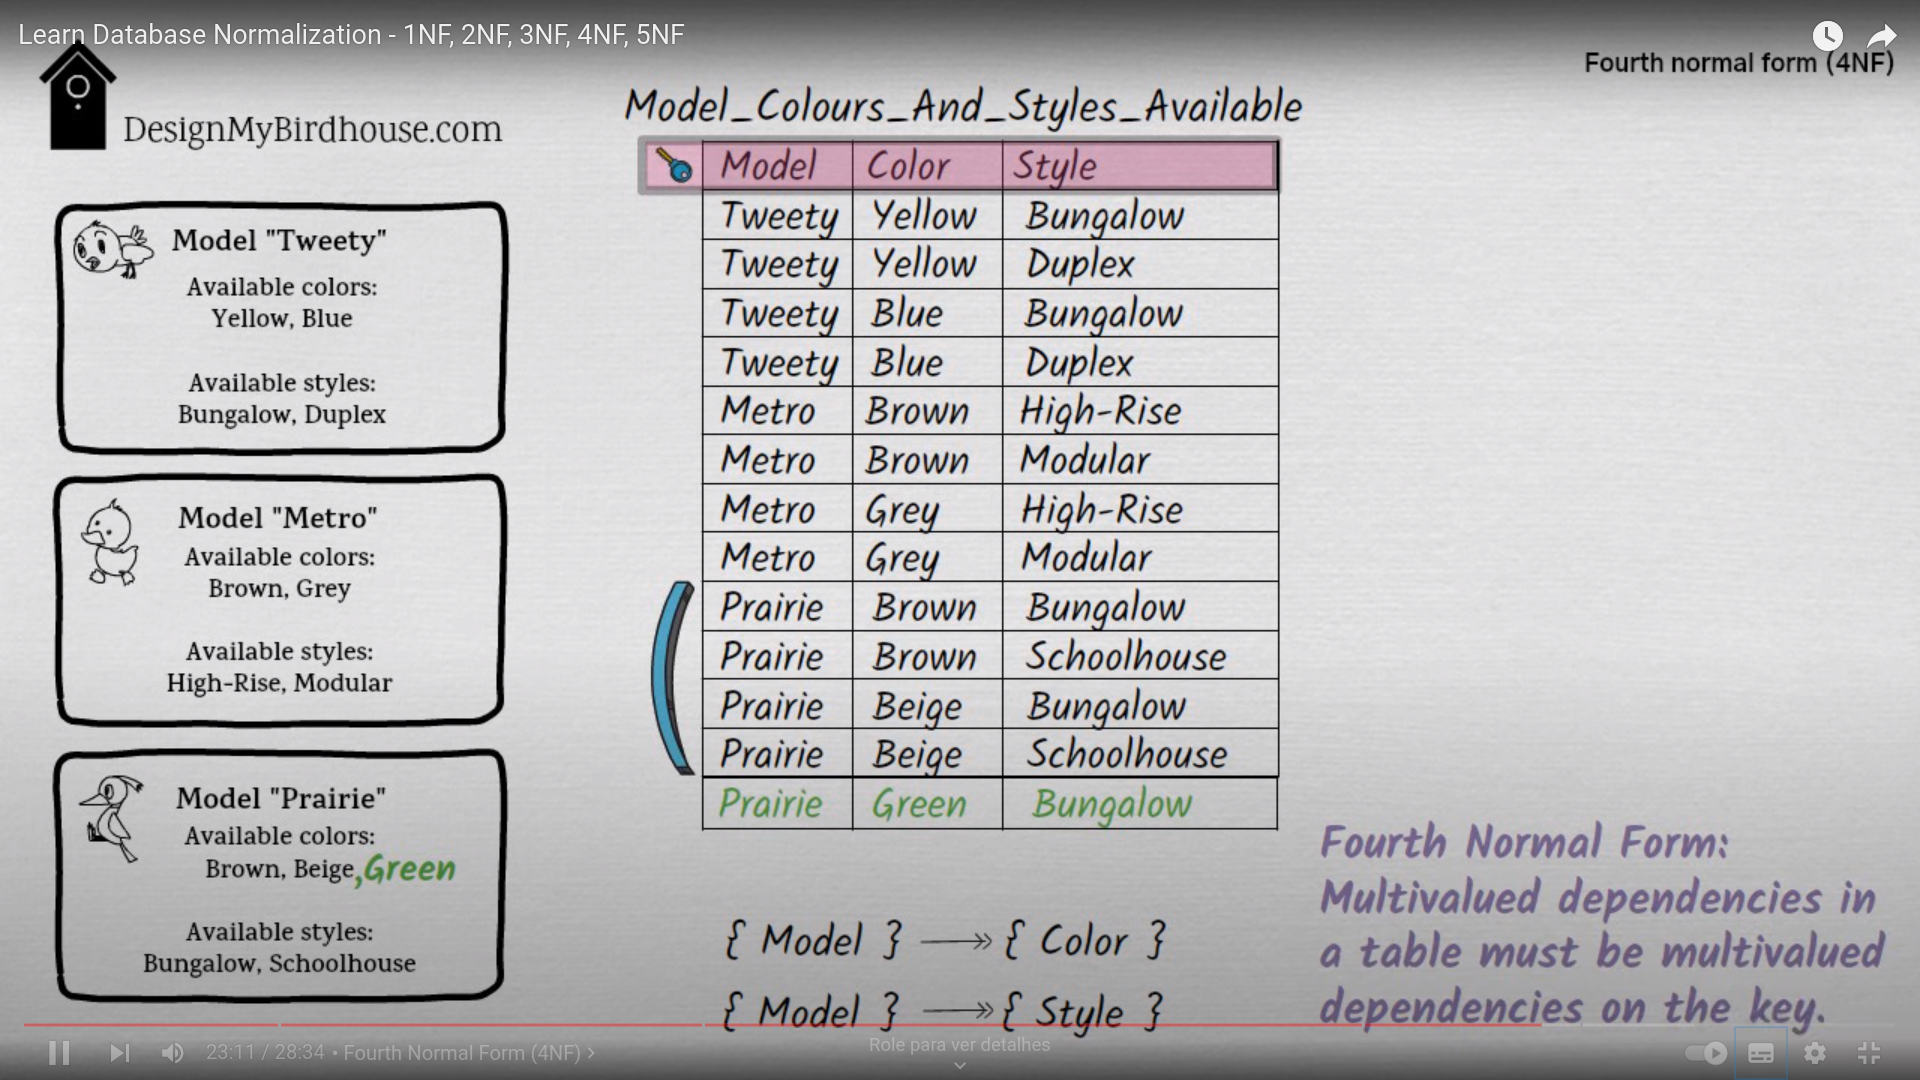 Learn Database Normalization - 1NF, 2NF, 3NF, 4NF, 5NF
Fourth normal form (4NF)
DesignMyBirdhouse.com
Model "Tweety"
Available colors:
Yellow, Blue
Available styles:
Bungalow, Duplex
Model "Metro"
Available colors:
Brown, Grey
Available styles:
High-Rise, Modular
Model "Prairie"
Available colors:
Brown, Beige,Green
Available styles:
Bungalow, Schoolhouse
Model_Colours_And_Styles_Available
Model Color Style
Tweety Yellow Bungalow
Tweety Yellow Duplex
Tweety Blue Bungalow
Tweety Blue Duplex
Metro Brown High-Rise
Metro Brown Modular
Metro Grey High-Rise
Metro Grey Modular
Prairie Brown Bungalow
Prairie Brown Schoolhouse
Prairie Beige Bungalow
Prairie Beige Schoolhouse
Prairie Green Bungalow
{ Model } →→ { Color }
{ Model } →→ { Style }
Fourth Normal Form:
Multivalued dependencies in
a table must be multivalued
dependencies on the key.
23:11 / 28:34 • Fourth Normal Form (4NF) >
Role para ver detalhes